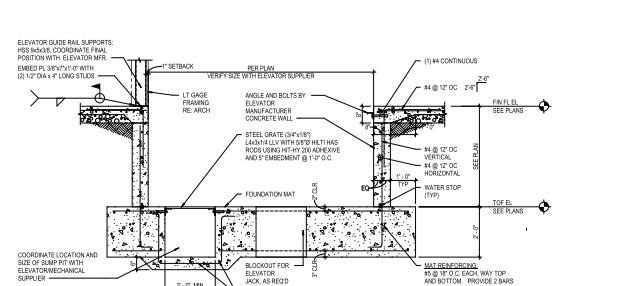 ELEVATOR GUIDE RAIL SUPPORTS:
HSS 9x5x3/8, COORDINATE FINAL
POSITION WITH ELEVATOR MFR.
EMBED PL 3/8"x7"x1'-0" WITH
(2) 1/2" DIA x 4" LONG STUDS
1" SETBACK
PER PLAN
VERIFY SIZE WITH ELEVATOR SUPPLIER
(1) #4 CONTINUOUS
#4 @ 12" OC
2'-6"
2'-6"
LT GAGE
FRAMING
RE: ARCH
ANGLE AND BOLTS BY
ELEVATOR
MANUFACTURER
CONCRETE WALL
8"
8"
FIN FL EL
SEE PLANS
STEEL GRATE (3/4"x1/8")
L4x3x1/4 LLV WITH 5/8"Ø HILTI HAS
RODS USING HIT-HY 200 ADHEXIVE
AND 5" EMBEDMENT @ 1'-0" O.C.
#4 @ 12" OC
VERTICAL
#4 @ 12" OC
HORIZONTAL
SEE PLAN
1'-0"
TYP
EQ
WATER STOP
(TYP)
FOUNDATION MAT
2" CLR
TOF EL
SEE PLANS
2'-0"
COORDINATE LOCATION AND
SIZE OF SUMP PIT WITH
ELEVATOR/MECHANICAL
SUPPLIER
BLOCKOUT FOR
ELEVATOR
JACK, AS REQ'D
3" CLR
MAT REINFORCING:
#5 @ 18" O.C. EACH, WAY TOP
AND BOTTOM. PROVIDE 2 BARS
2'-0" MIN